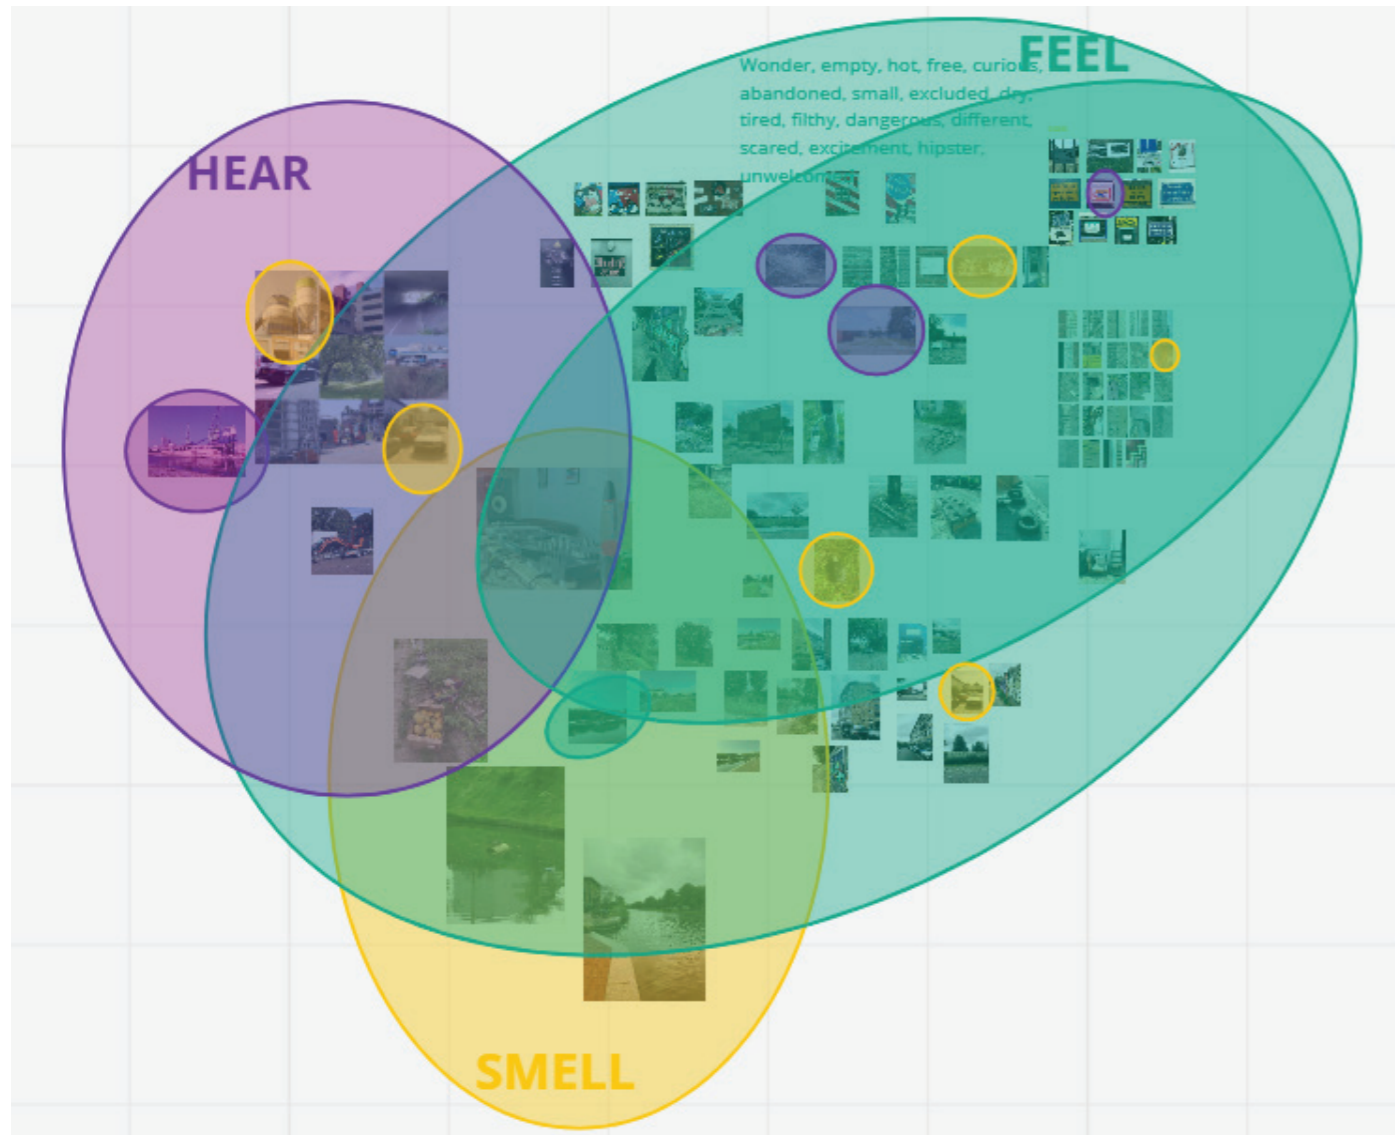 FEEL
Wonder, empty, hot, free, curious,
abandoned, small, excluded, dry,
tired, filthy, dangerous, different,
scared, excitement, hipster,
HEAR
SMELL